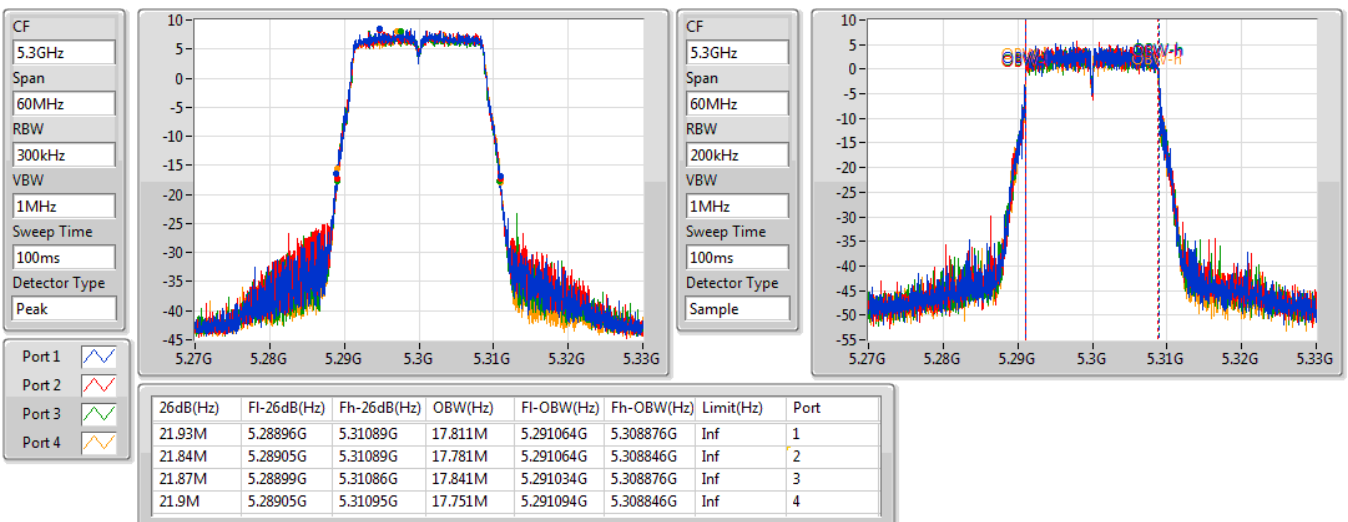 CF
5.3GHz
Span
60MHz
RBW
300kHz
VBW
1MHz
Sweep Time
100ms
Detector Type
Peak
10
5
0
-5
-10
-15
-20
-25
-30
-35
-40
-45
5.27G 5.28G 5.29G 5.3G 5.31G 5.32G 5.33G
CF
5.3GHz
Span
60MHz
RBW
200kHz
VBW
1MHz
Sweep Time
100ms
Detector Type
Sample
10
5
0
-5
-10
-15
-20
-25
-30
-35
-40
-45
-50
-55
OBW-h
5.27G 5.28G 5.29G 5.3G 5.31G 5.32G 5.33G
Port 1
Port 2
Port 3
Port 4
26dB(Hz) Fl-26dB(Hz) Fh-26dB(Hz) OBW(Hz) Fl-OBW(Hz) Fh-OBW(Hz) Limit(Hz) Port
21.93M 5.28896G 5.31089G 17.811M 5.291064G 5.308876G Inf 1
21.84M 5.28905G 5.31089G 17.781M 5.291064G 5.308846G Inf 2
21.87M 5.28899G 5.31086G 17.841M 5.291034G 5.308876G Inf 3
21.9M 5.28905G 5.31095G 17.751M 5.291094G 5.308846G Inf 4